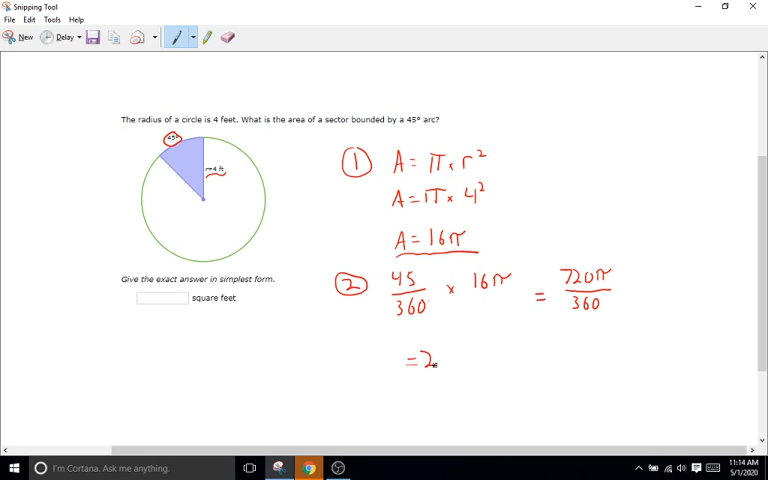 Snipping Tool
File Edit Tools Help
New Delay
The radius of a circle is 4 feet. What is the area of a sector bounded by a 45° arc?
45°
r=4 ft
Give the exact answer in simplest form.
square feet
① A = π × r²
A = π × 4²
A = 16π
② 45/360 × 16π = 720π/360
= 2
I'm Cortana. Ask me anything.
11:14 AM
5/1/2020